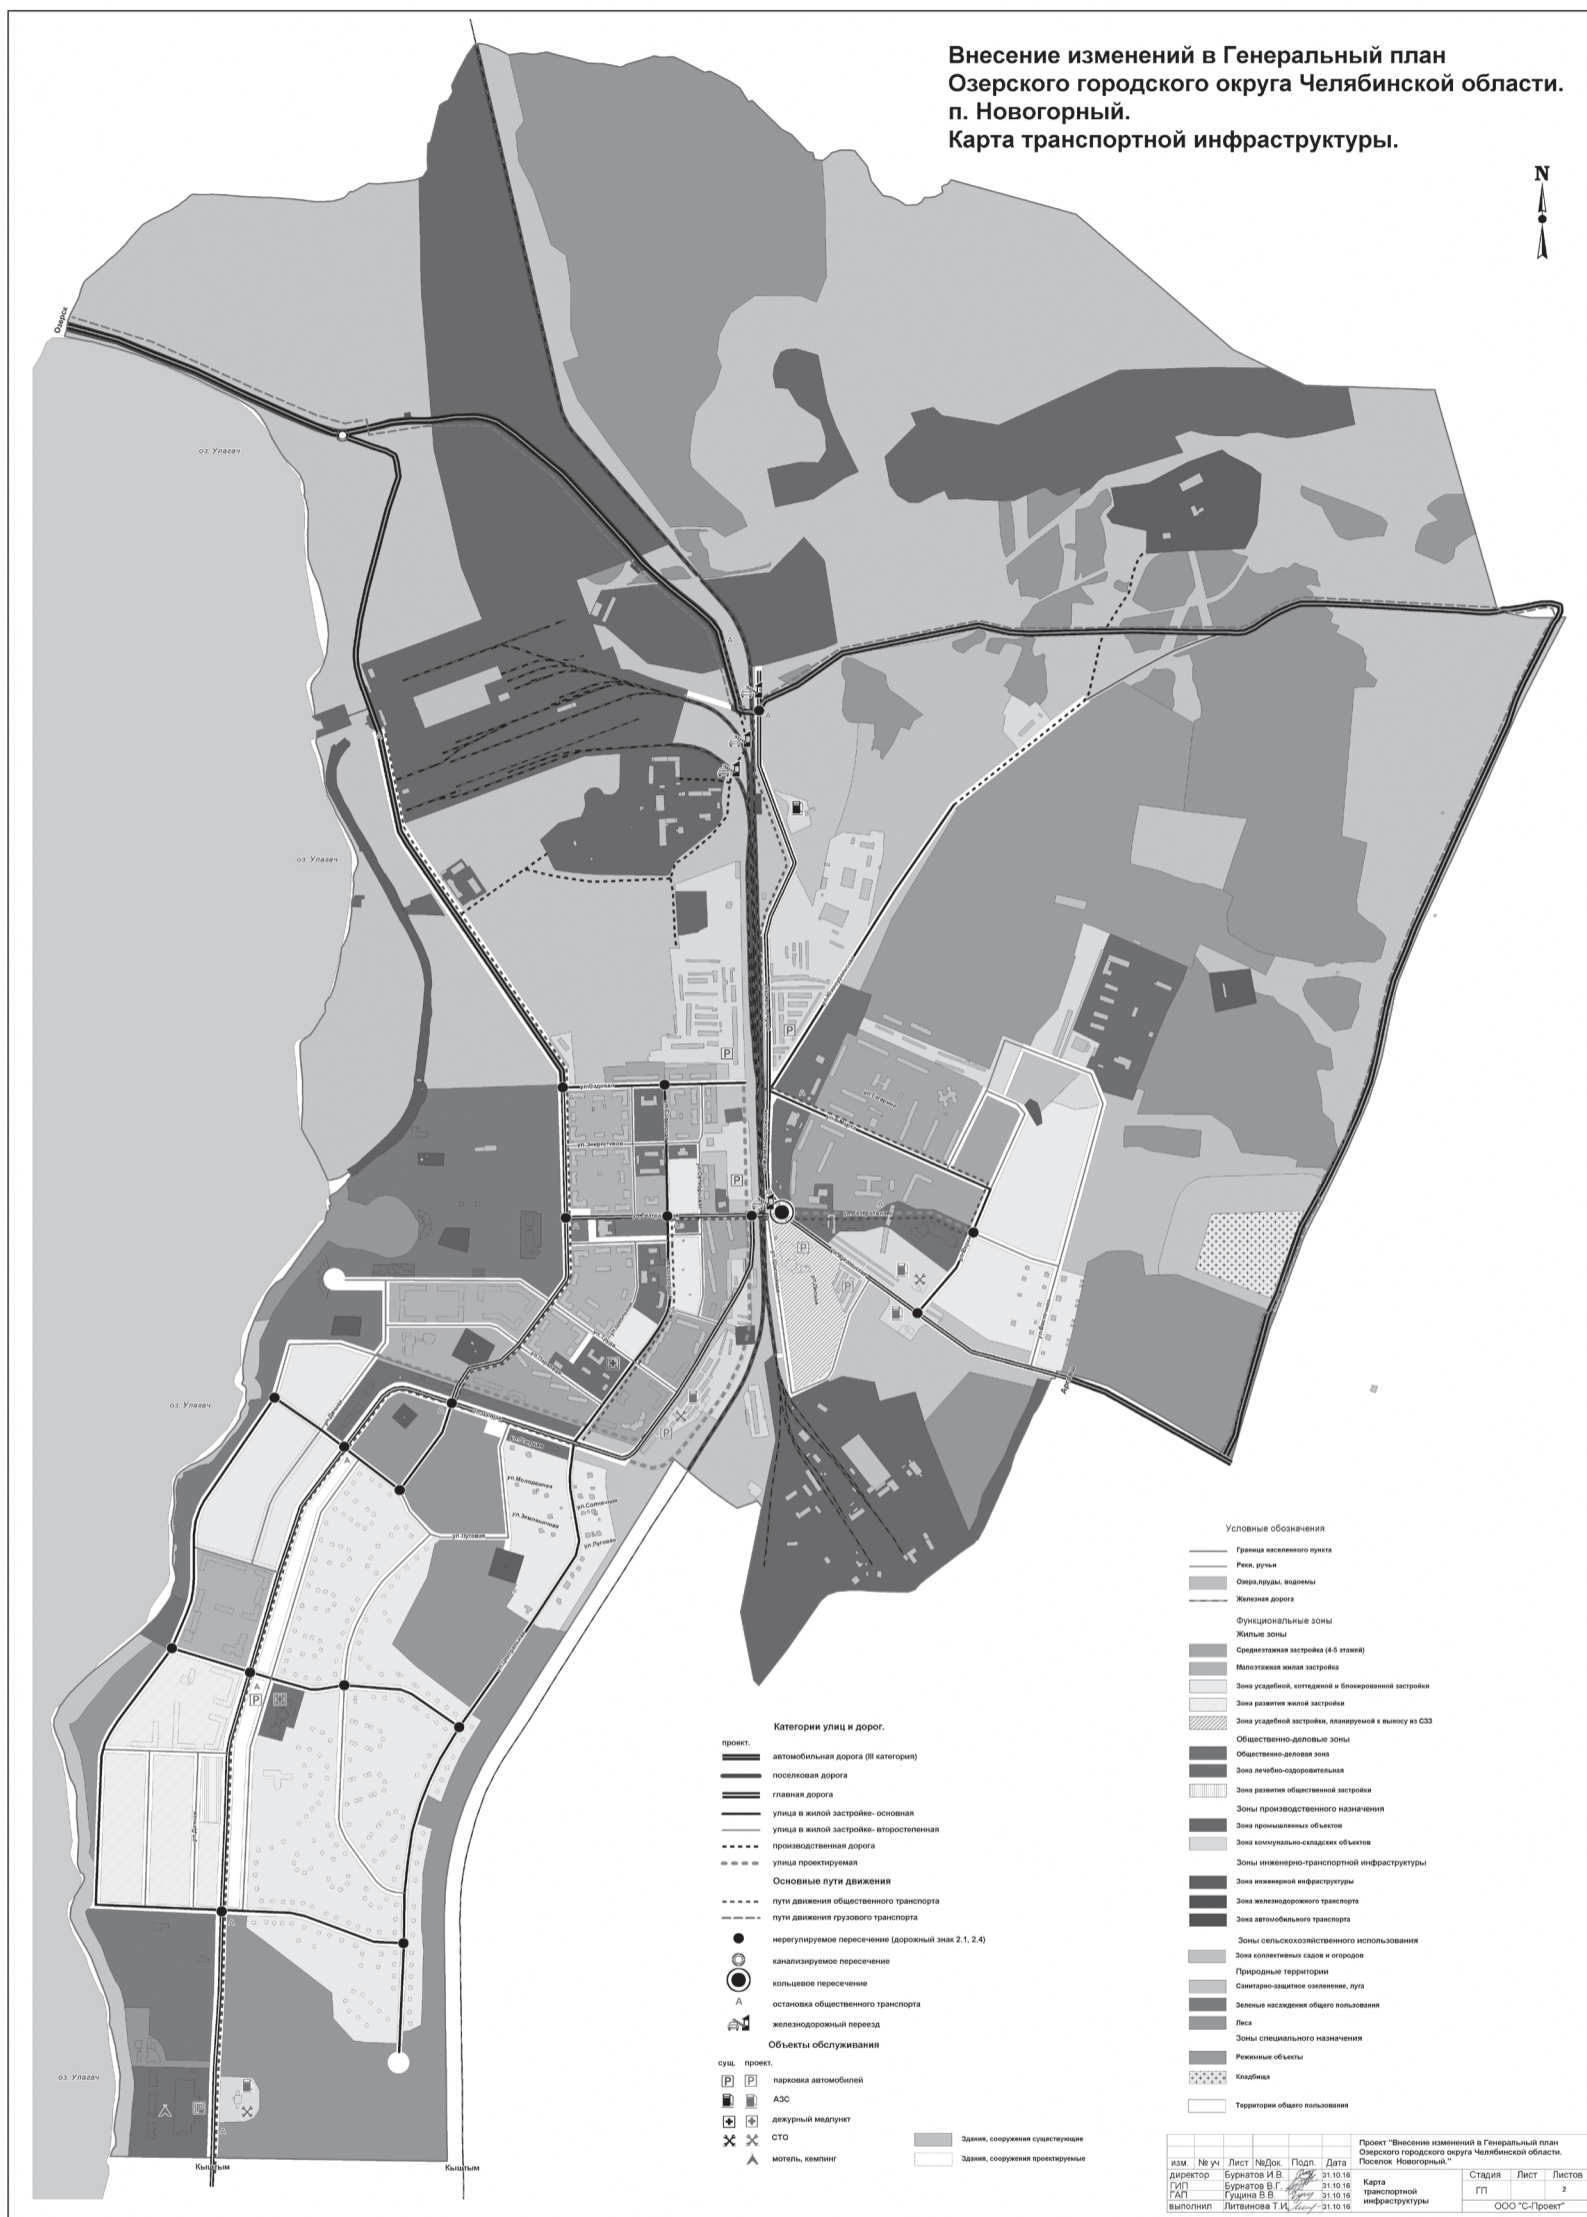 Внесение изменений в Генеральный план
Озерского городского округа Челябинской области.
п. Новогорный.
Карта транспортной инфраструктуры.
N
Озерск
оз. Улагач
оз. Улагач
оз. Улагач
оз. Улагач
ул.Садовая
ул.Энергетиков
ул.Гагарина
ул.Луговая
ул.Молодежная
ул.Земляничная
ул.Солнечная
ул.Луговая
ул.Восточная
Аргаяш
Кыштым
Кыштым
Категории улиц и дорог.
проект.
автомобильная дорога (III категория)
поселковая дорога
главная дорога
улица в жилой застройке- основная
улица в жилой застройке- второстепенная
производственная дорога
улица проектируемая
Основные пути движения
пути движения общественного транспорта
пути движения грузового транспорта
нерегулируемое пересечение (дорожный знак 2.1, 2.4)
канализируемое пересечение
кольцевое пересечение
А остановка общественного транспорта
железнодорожный переезд
Объекты обслуживания
сущ. проект.
P P парковка автомобилей
АЗС
дежурный медпункт
СТО
мотель, кемпинг
Здания, сооружения существующие
Здания, сооружения проектируемые
Условные обозначения
Граница населенного пункта
Реки, ручьи
Озера,пруды, водоемы
Железная дорога
Функциональные зоны
Жилые зоны
Среднеэтажная застройка (4-5 этажей)
Малоэтажная жилая застройка
Зона усадебной, коттеджной и блокированной застройки
Зона развития жилой застройки
Зона усадебной застройки, планируемой к выносу из СЗЗ
Общественно-деловые зоны
Общественно-деловая зона
Зона лечебно-оздоровительная
Зона развития общественной застройки
Зоны производственного назначения
Зона промышленных объектов
Зона коммунально-складских объектов
Зоны инженерно-транспортной инфраструктуры
Зона инженерной инфраструктуры
Зона железнодорожного транспорта
Зона автомобильного транспорта
Зоны сельскохозяйственного использования
Зона коллективных садов и огородов
Природные территории
Санитарно-защитное озеленение, луга
Зеленые насаждения общего пользования
Леса
Зоны специального назначения
Режимные объекты
Кладбища
Территории общего пользования
Проект "Внесение изменений в Генеральный план
Озерского городского округа Челябинской области.
Поселок Новогорный."
изм. № уч Лист №Док. Подп. Дата
директор Бурнатов И.В. 31.10.16
ГИП Бурнатов В.Г. 31.10.16
ГАП Гущина В.В. 31.10.16
выполнил Литвинова Т.И. 31.10.16
Карта
транспортной
инфраструктуры
Стадия Лист Листов
ГП 2
ООО "С-Проект"